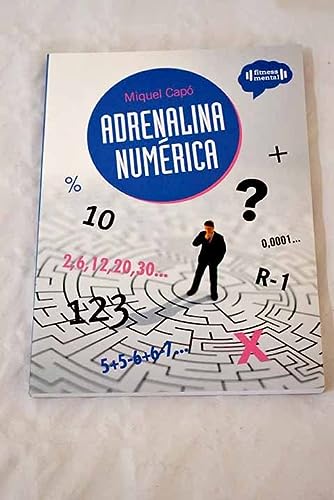 fitness
mental
Miquel Capó
ADRENALINA
NUMÉRICA
%
10
?
+
0,0001...
2,6,12,20,30...
R-1
123
5+5-6+6-7,...
X